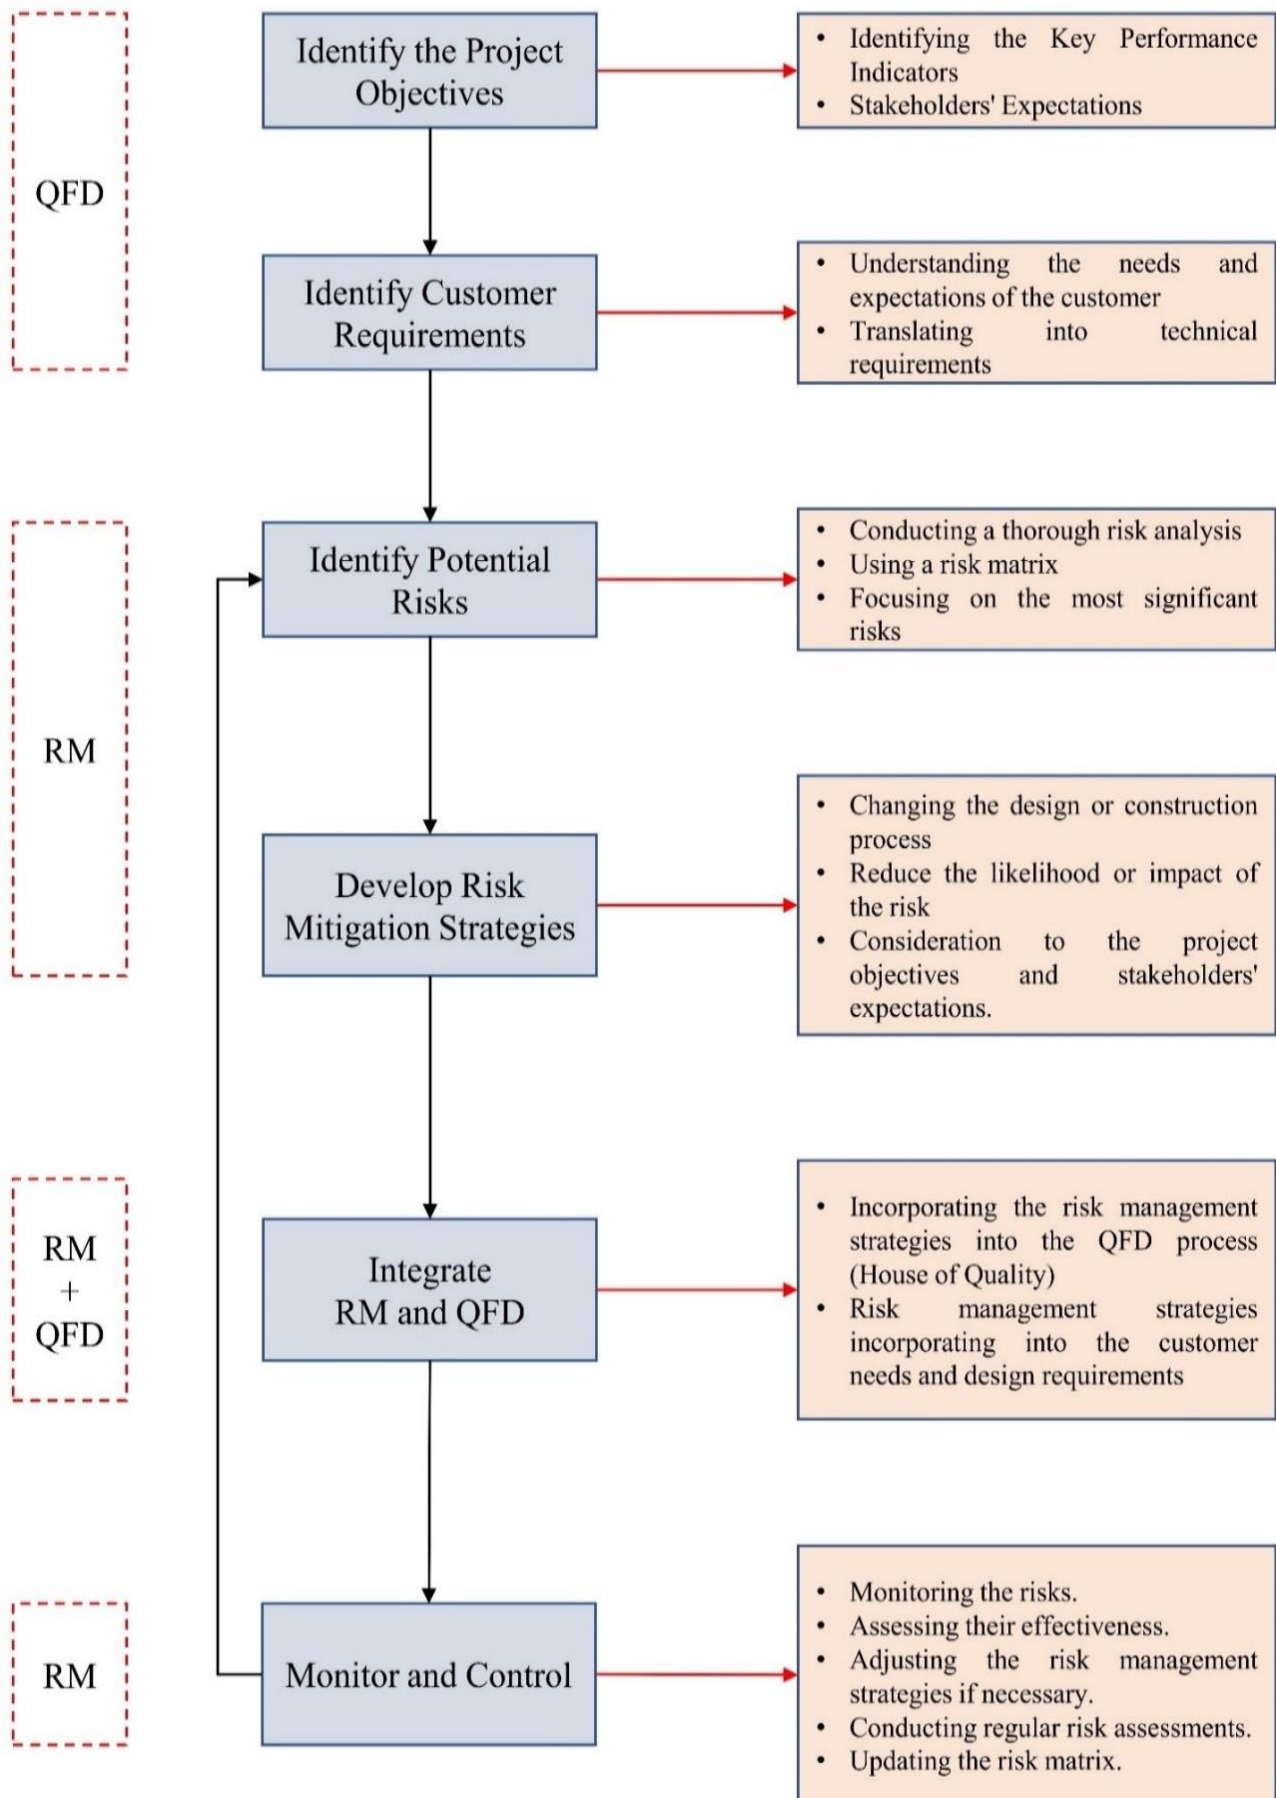 QFD
Identify the Project
Objectives
• Identifying the Key Performance
Indicators
• Stakeholders' Expectations
Identify Customer
Requirements
• Understanding the needs and
expectations of the customer
• Translating into technical
requirements
RM
Identify Potential
Risks
• Conducting a thorough risk analysis
• Using a risk matrix
• Focusing on the most significant
risks
Develop Risk
Mitigation Strategies
• Changing the design or construction
process
• Reduce the likelihood or impact of
the risk
• Consideration to the project
objectives and stakeholders'
expectations.
RM
+
QFD
Integrate
RM and QFD
• Incorporating the risk management
strategies into the QFD process
(House of Quality)
• Risk management strategies
incorporating into the customer
needs and design requirements
RM
Monitor and Control
• Monitoring the risks.
• Assessing their effectiveness.
• Adjusting the risk management
strategies if necessary.
• Conducting regular risk assessments.
• Updating the risk matrix.